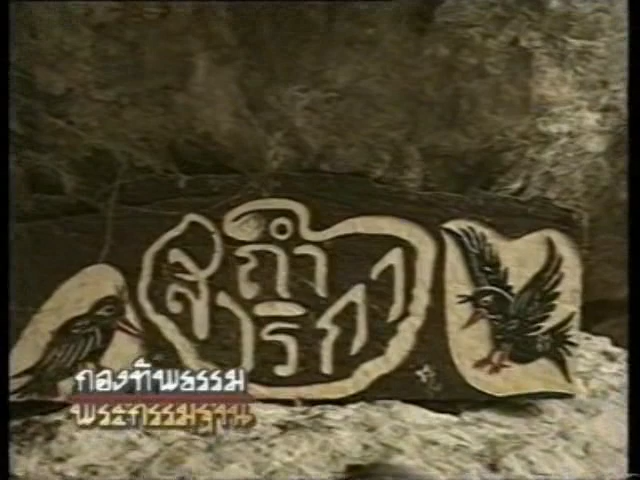 ถ้ำ
สาริกา
กองทัพธรรม
พระกรรมฐาน